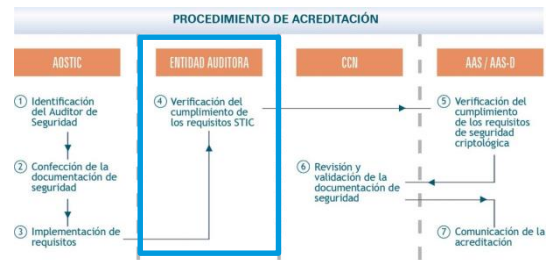 PROCEDIMIENTO DE ACREDITACIÓN
AOSTIC
ENTIDAD AUDITORA
CCN
AAS / AAS-D
1 Identificación
del Auditor de
Seguridad
2 Confección de la
documentación de
seguridad
3 Implementación de
requisitos
4 Verificación del
cumplimiento de
los requisitos STIC
5 Verificación del
cumplimiento
de los requisitos
de seguridad
criptológica
6 Revisión y
validación de la
documentación de
seguridad
7 Comunicación de la
acreditación